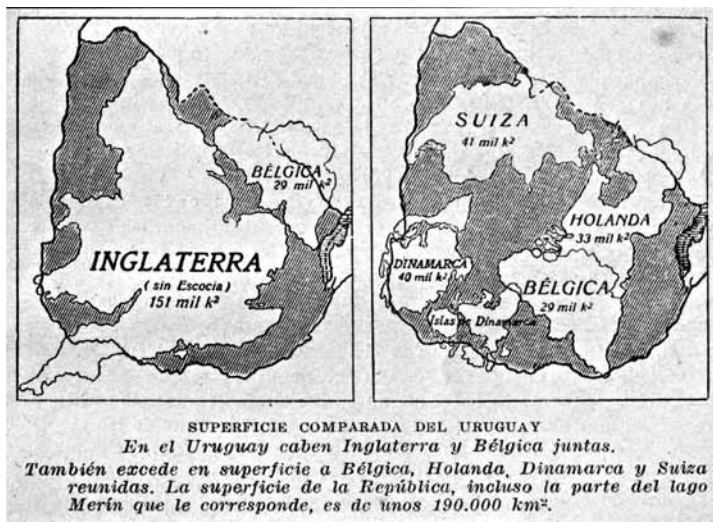 BÉLGICA
29 mil k²
INGLATERRA
(sin Escocia)
151 mil k²
SUIZA
41 mil k²
HOLANDA
33 mil k²
DINAMARCA
40 mil k²
BÉLGICA
29 mil k²
Islas de Dinamarca
SUPERFICIE COMPARADA DEL URUGUAY
En el Uruguay caben Inglaterra y Bélgica juntas.
También excede en superficie a Bélgica, Holanda, Dinamarca y Suiza
reunidas. La superficie de la República, incluso la parte del lago
Merín que le corresponde, es de unos 190.000 km².